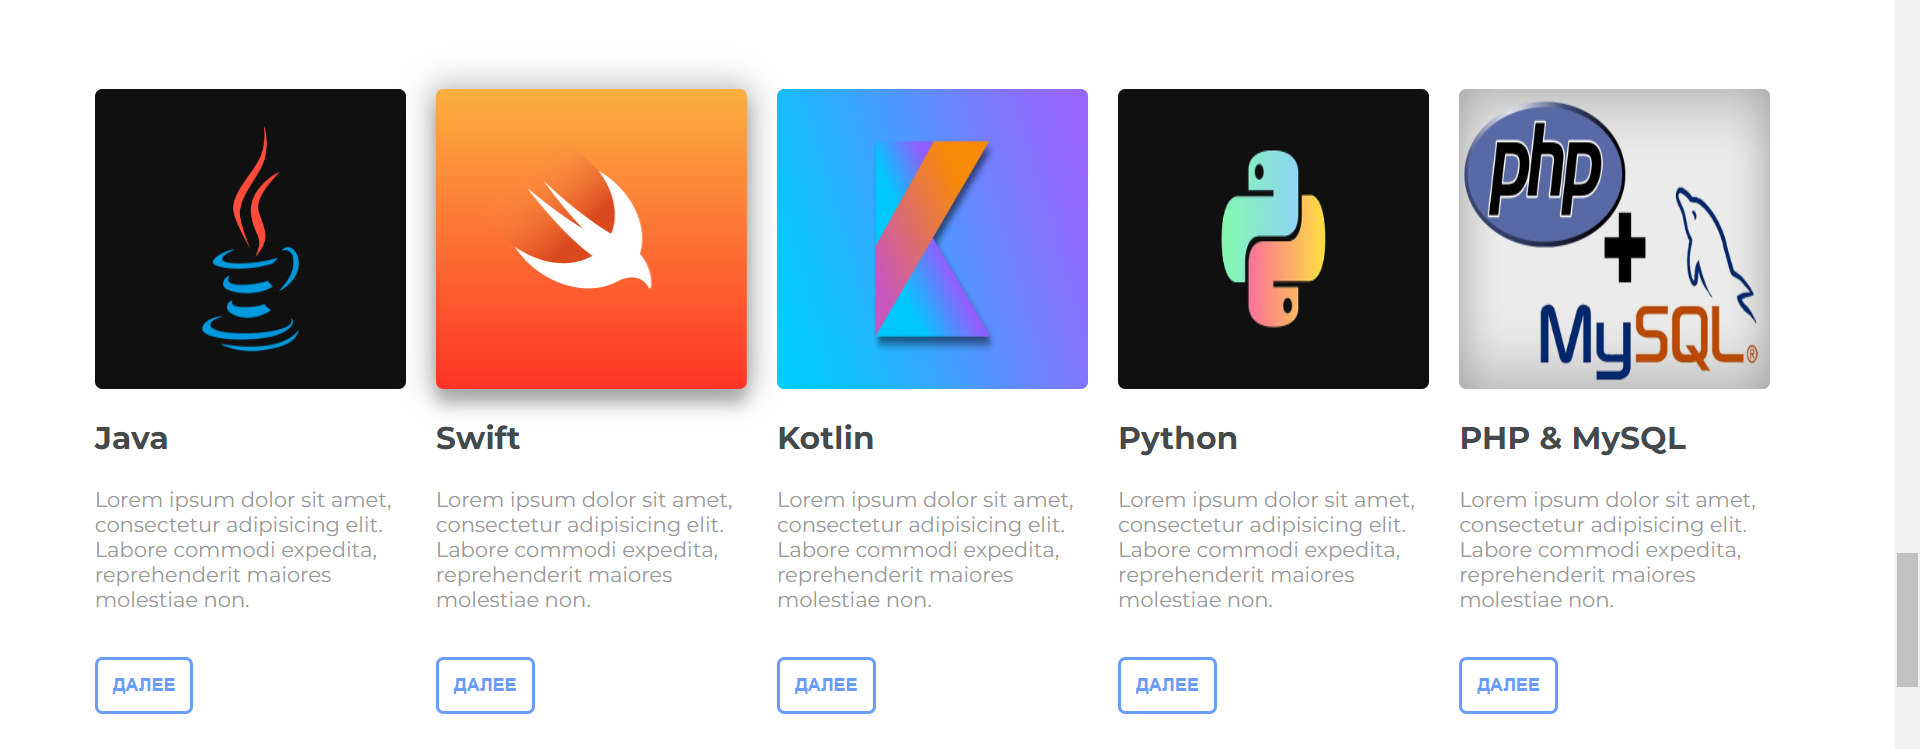 php
MySQL®
Java
Lorem ipsum dolor sit amet,
consectetur adipisicing elit.
Labore commodi expedita,
reprehenderit maiores
molestiae non.
ДАЛЕЕ
Swift
Lorem ipsum dolor sit amet,
consectetur adipisicing elit.
Labore commodi expedita,
reprehenderit maiores
molestiae non.
ДАЛЕЕ
Kotlin
Lorem ipsum dolor sit amet,
consectetur adipisicing elit.
Labore commodi expedita,
reprehenderit maiores
molestiae non.
ДАЛЕЕ
Python
Lorem ipsum dolor sit amet,
consectetur adipisicing elit.
Labore commodi expedita,
reprehenderit maiores
molestiae non.
ДАЛЕЕ
PHP & MySQL
Lorem ipsum dolor sit amet,
consectetur adipisicing elit.
Labore commodi expedita,
reprehenderit maiores
molestiae non.
ДАЛЕЕ